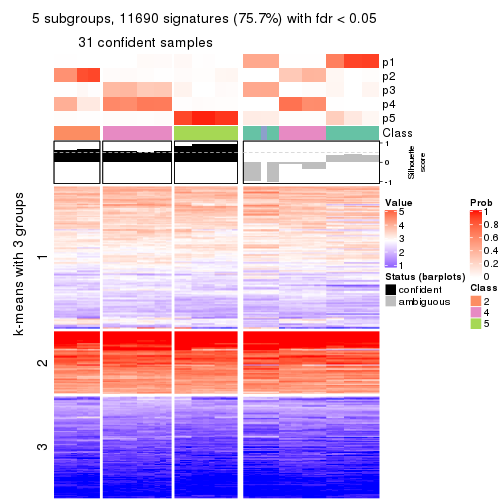 5 subgroups, 11690 signatures (75.7%) with fdr < 0.05
31 confident samples
p1
p2
p3
p4
p5
Class
1
0
-1
Silhouette
score
k-means with 3 groups
1
2
3
Value
5
4
3
2
1
Status (barplots)
confident
ambiguous
Prob
1
0.8
0.6
0.4
0.2
0
Class
2
4
5